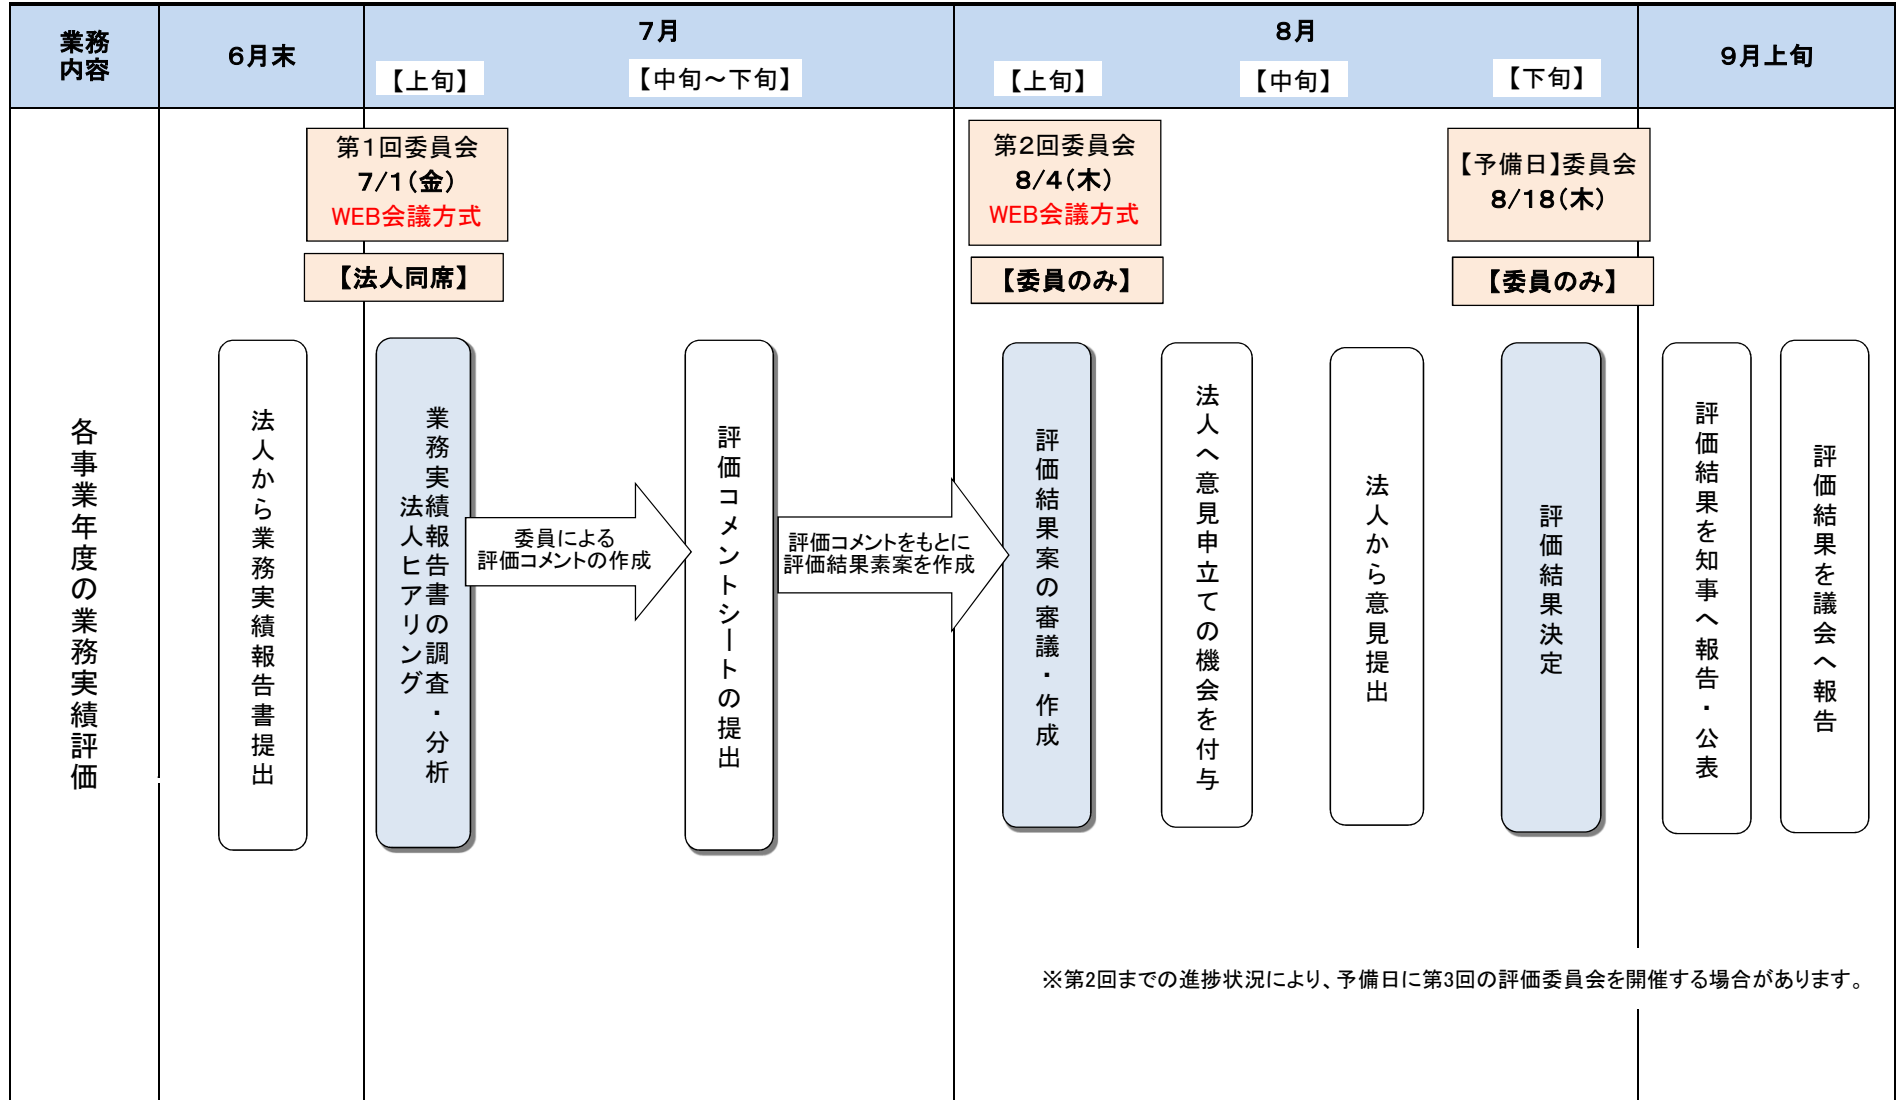 業務
内容
６月末
７月
【上旬】
【中旬～下旬】
８月
【上旬】
【中旬】
【下旬】
９月上旬
第１回委員会
７/１（金）
WEB会議方式
【法人同席】
第２回委員会
８/４（木）
WEB会議方式
【委員のみ】
【予備日】委員会
８/18（木）
【委員のみ】
各事業年度の業務実績評価
法人から業務実績報告書提出
業務実績報告書の調査・分析
法人ヒアリング
委員による
評価コメントの作成
評価コメントシートの提出
評価コメントをもとに
評価結果素案を作成
評価結果案の審議・作成
法人へ意見申立ての機会を付与
法人から意見提出
評価結果決定
評価結果を知事へ報告・公表
評価結果を議会へ報告
※第2回までの進捗状況により、予備日に第3回の評価委員会を開催する場合があります。